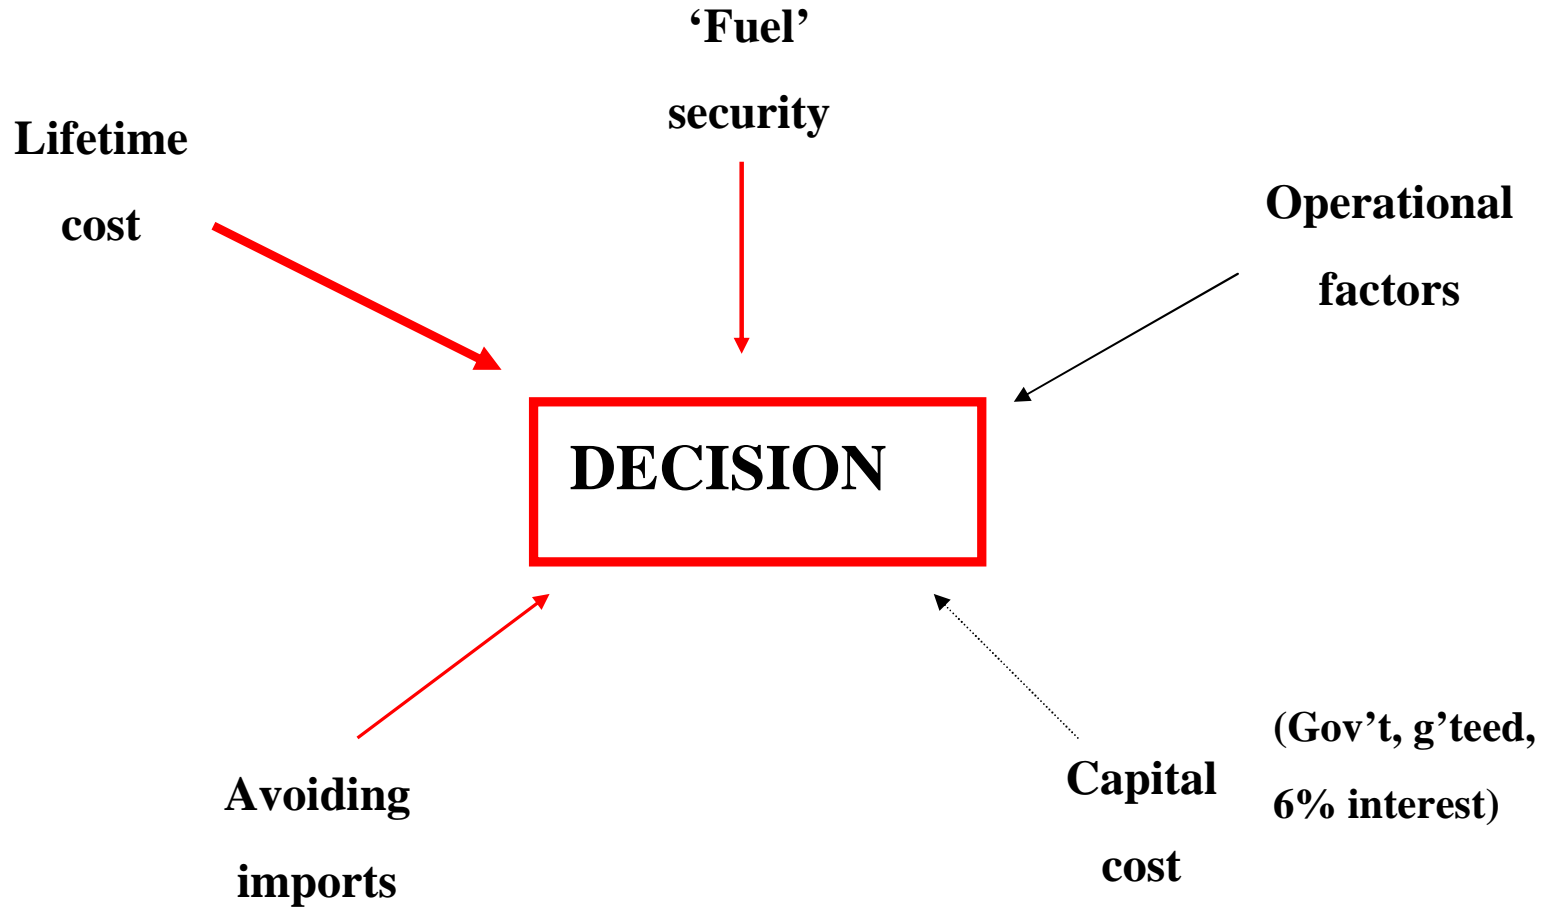 ‘Fuel’
security
Lifetime
cost
Operational
factors
DECISION
Avoiding
imports
Capital
cost
(Gov’t, g’teed,
6% interest)